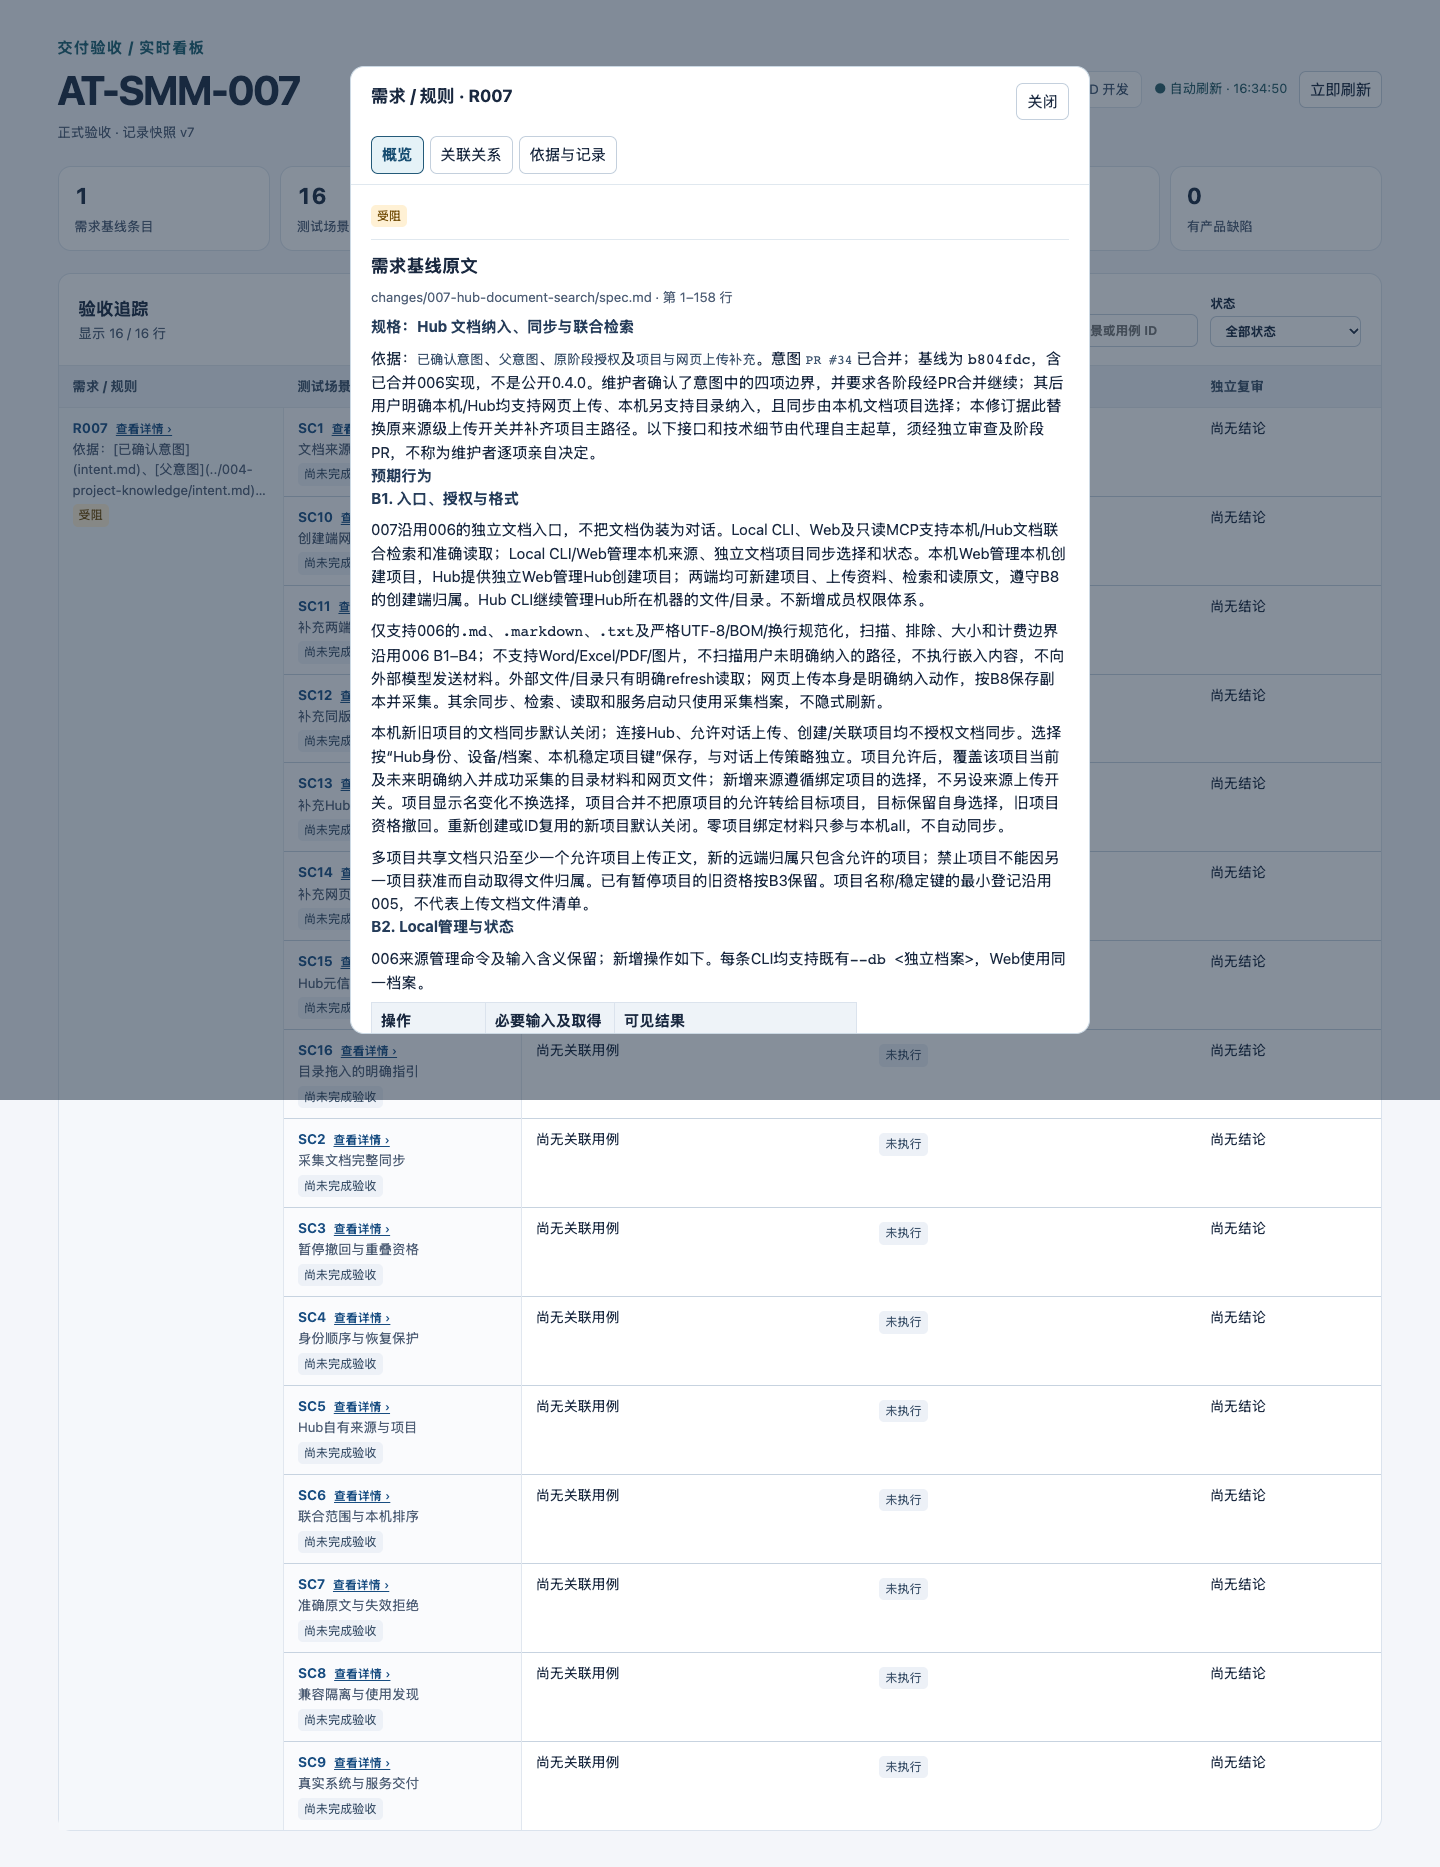 交付验收 / 实时看板
AT-SMM-007
正式验收 · 记录快照 v7
D 开发
自动刷新 · 16:34:50
立即刷新
1
需求基线条目
16
测试场景
0
有产品缺陷
验收追踪
显示 16 / 16 行
景或用例 ID
状态
全部状态
需求 / 规则
测试场景
独立复审
R007 查看详情 ›
依据：[已确认意图]
(intent.md)、[父意图](../004-
project-knowledge/intent.md)...
受阻
SC1
文档来源
尚未完
尚无结论
SC10
创建端网
尚未完
尚无结论
SC11
补充两端
尚未完
尚无结论
SC12
补充同版
尚未完
尚无结论
SC13
补充Hub
尚未完
尚无结论
SC14
补充网页
尚未完
尚无结论
SC15
Hub元信
尚未完
尚无结论
需求 / 规则 · R007
关闭
概览
关联关系
依据与记录
受阻
需求基线原文
changes/007-hub-document-search/spec.md · 第 1–158 行
规格：Hub 文档纳入、同步与联合检索
依据：已确认意图、父意图、原阶段授权及项目与网页上传补充。意图 PR #34 已合并；基线为 b804fdc，含
已合并006实现，不是公开0.4.0。维护者确认了意图中的四项边界，并要求各阶段经PR合并继续；其后
用户明确本机/Hub均支持网页上传、本机另支持目录纳入，且同步由本机文档项目选择；本修订据此替
换原来源级上传开关并补齐项目主路径。以下接口和技术细节由代理自主起草，须经独立审查及阶段
PR，不称为维护者逐项亲自决定。
预期行为
B1. 入口、授权与格式
007沿用006的独立文档入口，不把文档伪装为对话。Local CLI、Web及只读MCP支持本机/Hub文档联
合检索和准确读取；Local CLI/Web管理本机来源、独立文档项目同步选择和状态。本机Web管理本机创
建项目，Hub提供独立Web管理Hub创建项目；两端均可新建项目、上传资料、检索和读原文，遵守B8
的创建端归属。Hub CLI继续管理Hub所在机器的文件/目录。不新增成员权限体系。
仅支持006的.md、.markdown、.txt及严格UTF-8/BOM/换行规范化，扫描、排除、大小和计费边界
沿用006 B1–B4；不支持Word/Excel/PDF/图片，不扫描用户未明确纳入的路径，不执行嵌入内容，不向
外部模型发送材料。外部文件/目录只有明确refresh读取；网页上传本身是明确纳入动作，按B8保存副
本并采集。其余同步、检索、读取和服务启动只使用采集档案，不隐式刷新。
本机新旧项目的文档同步默认关闭；连接Hub、允许对话上传、创建/关联项目均不授权文档同步。选择
按“Hub身份、设备/档案、本机稳定项目键”保存，与对话上传策略独立。项目允许后，覆盖该项目当前
及未来明确纳入并成功采集的目录材料和网页文件；新增来源遵循绑定项目的选择，不另设来源上传开
关。项目显示名变化不换选择，项目合并不把原项目的允许转给目标项目，目标保留自身选择，旧项目
资格撤回。重新创建或ID复用的新项目默认关闭。零项目绑定材料只参与本机all，不自动同步。
多项目共享文档只沿至少一个允许项目上传正文，新的远端归属只包含允许的项目；禁止项目不能因另
一项目获准而自动取得文件归属。已有暂停项目的旧资格按B3保留。项目名称/稳定键的最小登记沿用
005，不代表上传文档文件清单。
B2. Local管理与状态
006来源管理命令及输入含义保留；新增操作如下。每条CLI均支持既有--db <独立档案>，Web使用同
一档案。
操作
必要输入及取得
可见结果
SC16 查看详情 ›
目录拖入的明确指引
尚未完成验收
尚无关联用例
未执行
尚无结论
SC2 查看详情 ›
采集文档完整同步
尚未完成验收
尚无关联用例
未执行
尚无结论
SC3 查看详情 ›
暂停撤回与重叠资格
尚未完成验收
尚无关联用例
未执行
尚无结论
SC4 查看详情 ›
身份顺序与恢复保护
尚未完成验收
尚无关联用例
未执行
尚无结论
SC5 查看详情 ›
Hub自有来源与项目
尚未完成验收
尚无关联用例
未执行
尚无结论
SC6 查看详情 ›
联合范围与本机排序
尚未完成验收
尚无关联用例
未执行
尚无结论
SC7 查看详情 ›
准确原文与失效拒绝
尚未完成验收
尚无关联用例
未执行
尚无结论
SC8 查看详情 ›
兼容隔离与使用发现
尚未完成验收
尚无关联用例
未执行
尚无结论
SC9 查看详情 ›
真实系统与服务交付
尚未完成验收
尚无关联用例
未执行
尚无结论